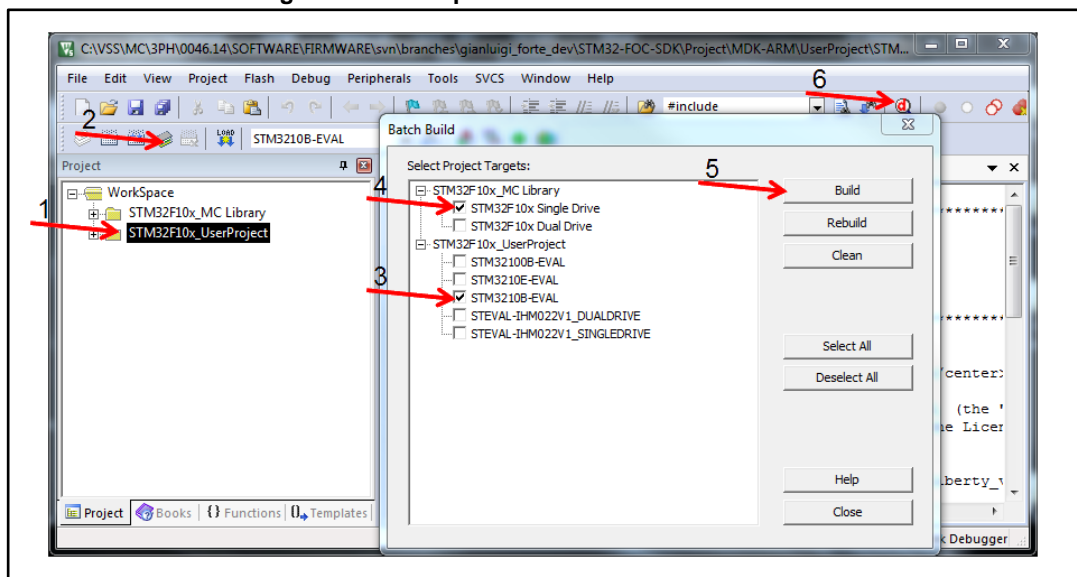 C:\VSS\MC\3PH\0046.14\SOFTWARE\FIRMWARE\svn\branches\gianluigi_forte_dev\STM32-FOC-SDK\Project\MDK-ARM\UserProject\STM...
File Edit View Project Flash Debug Peripherals Tools SVCS Window Help
6
#include
2
LOAD
STM3210B-EVAL
Batch Build
Project
Select Project Targets:
5
WorkSpace
4
STM32F10x_MC Library
Build
1
STM32F10x_MC Library
STM32F10x Single Drive
STM32F10x_UserProject
STM32F10x Dual Drive
Rebuild
STM32F10x_UserProject
STM32100B-EVAL
Clean
3
STM3210E-EVAL
STM3210B-EVAL
STEVAL-IHM022V1_DUALDRIVE
STEVAL-IHM022V1_SINGLEDRIVE
Select All
Deselect All
/center>
(the '
Help
Close
Project Books {} Functions Templates
Debugger